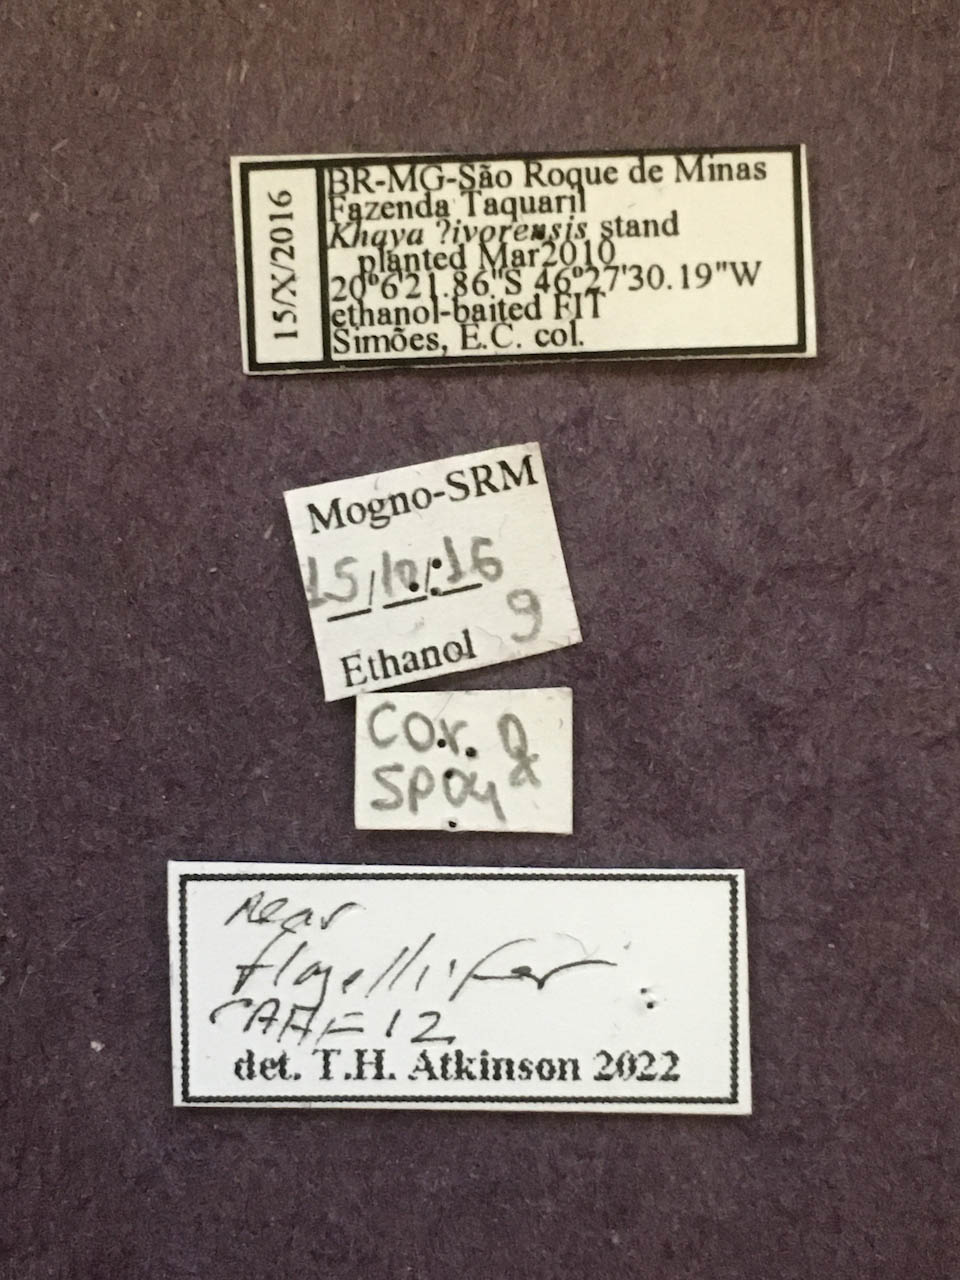 15/X/2016
BR-MG-São Roque de Minas
Fazenda Taquaril
Khaya ?ivorensis stand
planted Mar2010
20°6'21.86"S 46°27'30.19"W
ethanol-baited FIT
Simões, E.C. col.
Mogno-SRM
15/10/16
9
Ethanol
Cor. ♀
SP04
near
flagellifer
12
det. T.H. Atkinson 2022